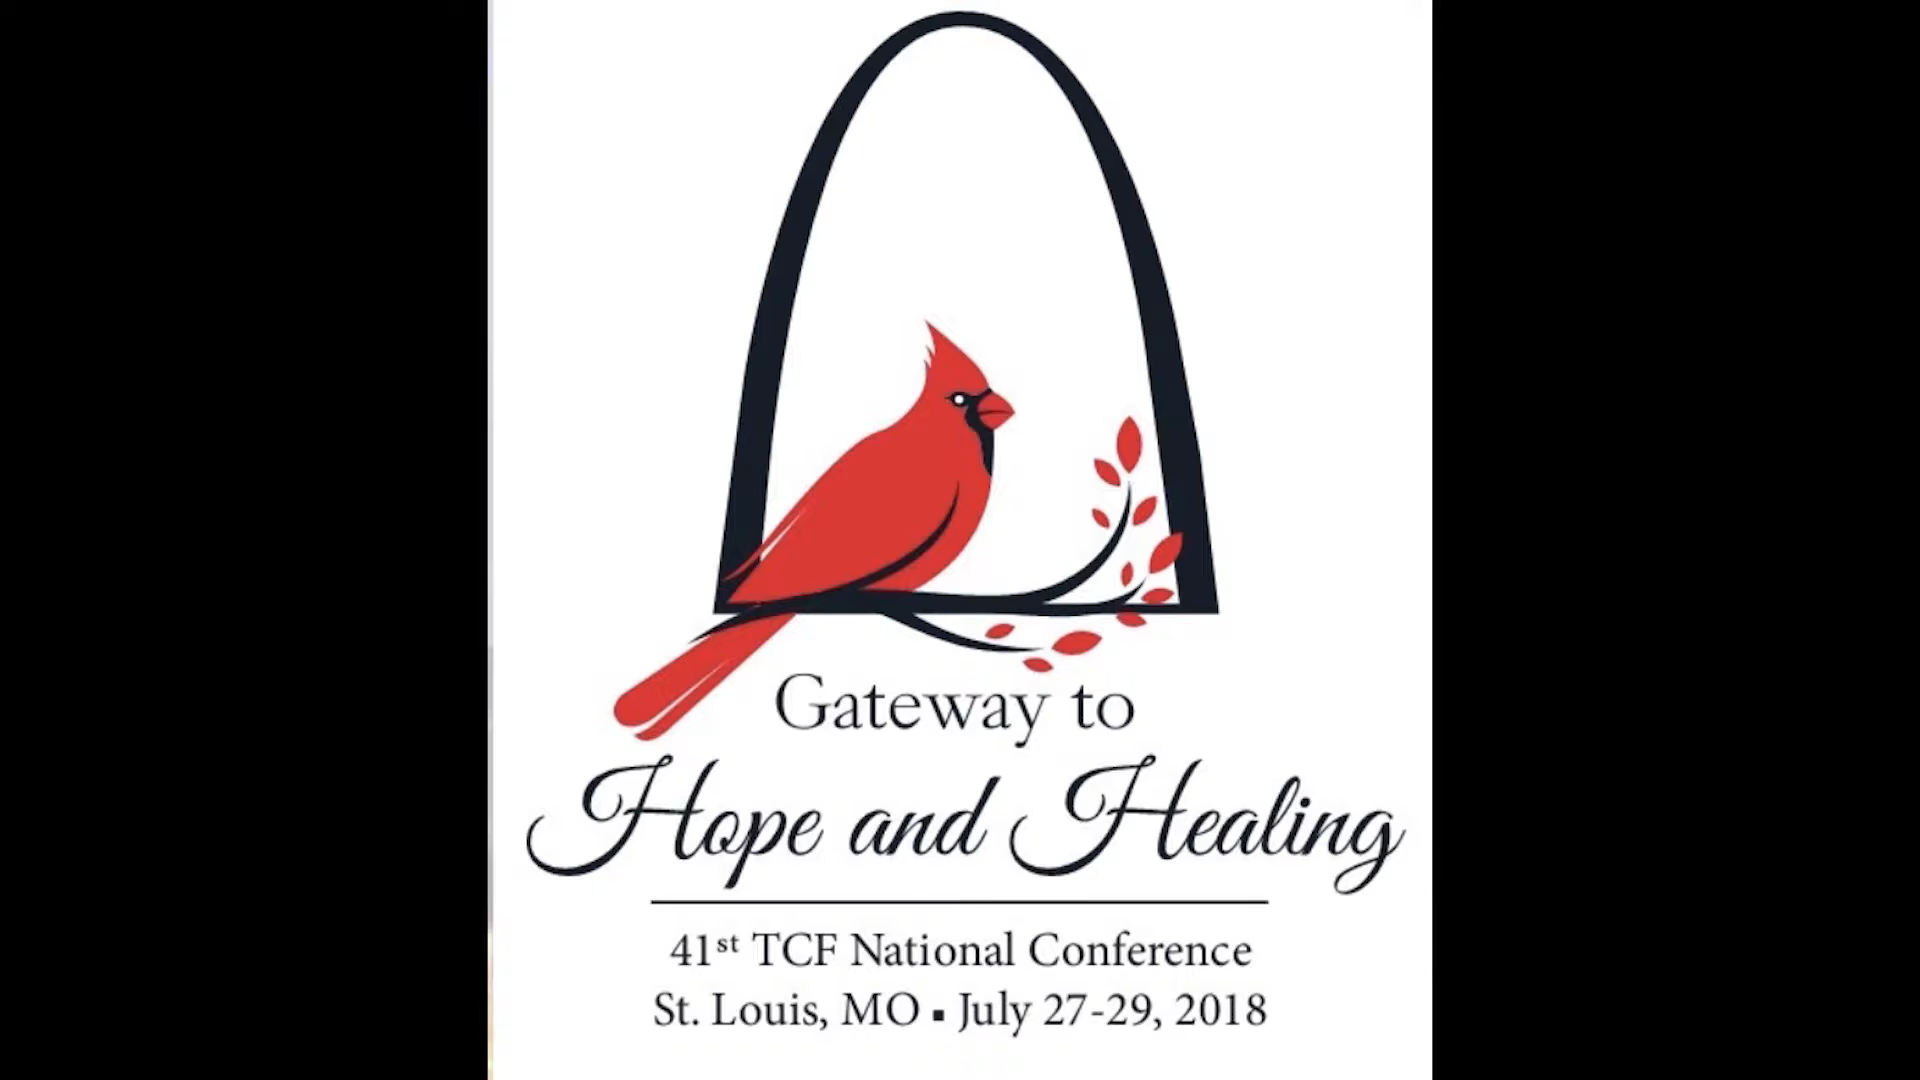 Gateway to
Hope and Healing
41st TCF National Conference
St. Louis, MO ▪ July 27-29, 2018